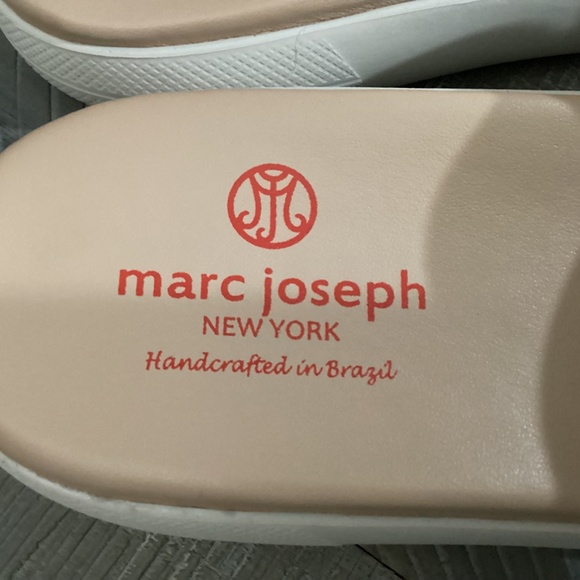 marc joseph
NEW YORK
Handcrafted in Brazil